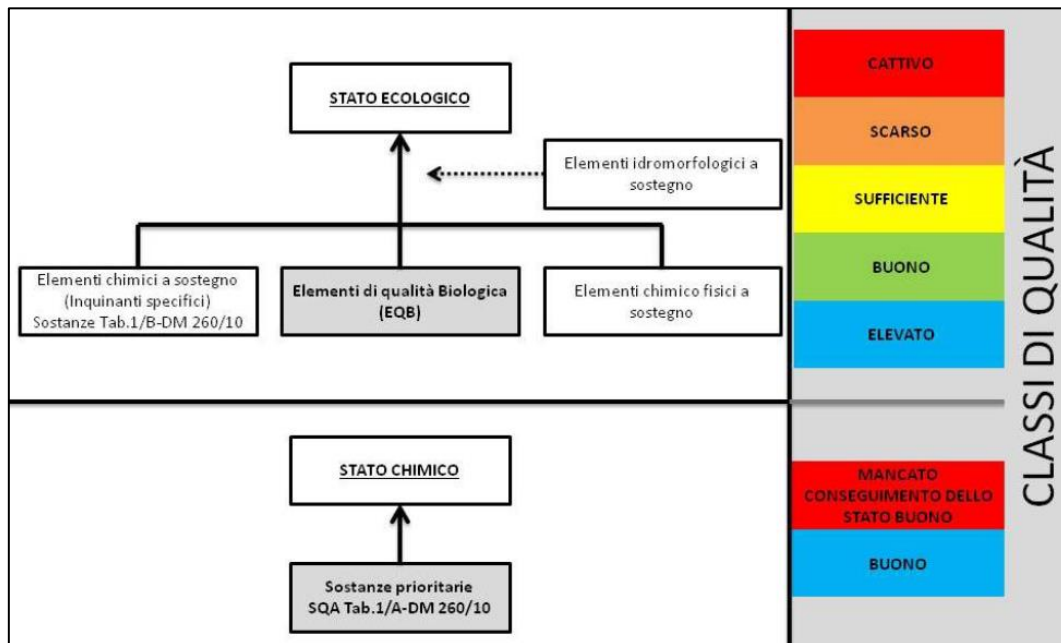 STATO ECOLOGICO
Elementi idromorfologici a
sostegno
Elementi chimici a sostegno
(Inquinanti specifici)
Sostanze Tab.1/B-DM 260/10
Elementi di qualità Biologica
(EQB)
Elementi chimico fisici a
sostegno
STATO CHIMICO
Sostanze prioritarie
SQA Tab.1/A-DM 260/10
CATTIVO
SCARSO
SUFFICIENTE
BUONO
ELEVATO
MANCATO
CONSEGUIMENTO DELLO
STATO BUONO
BUONO
CLASSI DI QUALITÀ